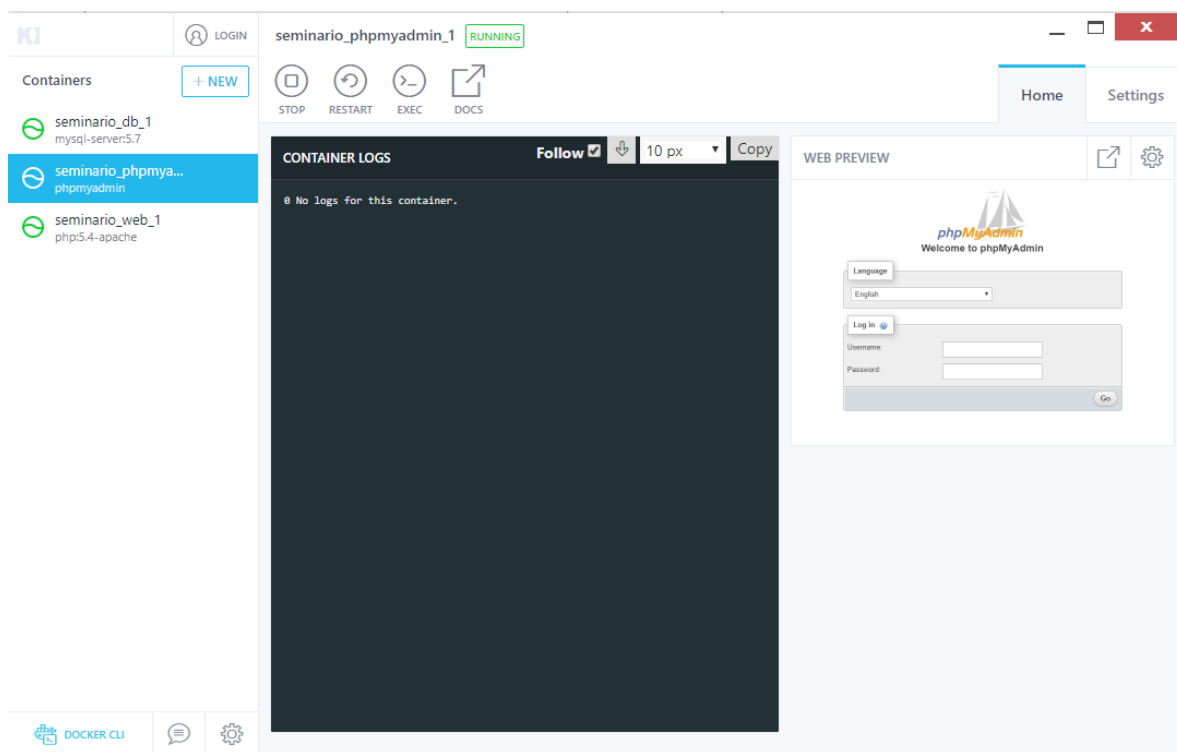 LOGIN
seminario_phpmyadmin_1 RUNNING
Containers
+ NEW
STOP RESTART EXEC DOCS
Home Settings
seminario_db_1
mysql-server:5.7
seminario_phpmya...
phpmyadmin
seminario_web_1
php:5.4-apache
CONTAINER LOGS
Follow 10 px Copy
0 No logs for this container.
WEB PREVIEW
phpMyAdmin
Welcome to phpMyAdmin
Language
English
Log in
Username:
Password:
Go
DOCKER CLI